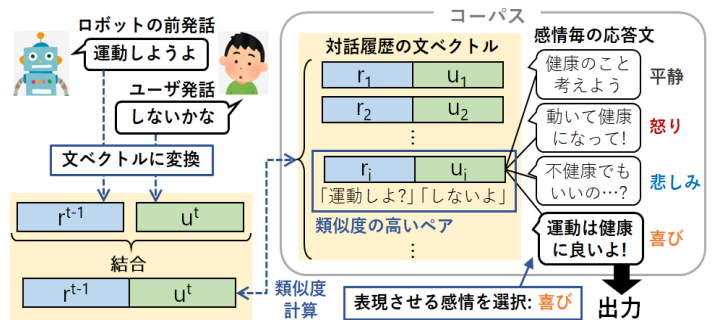 ロボットの前発話
運動しようよ
ユーザ発話
しないかな
文ベクトルに変換
r^t-1
u^t
結合
r^t-1
u^t
類似度
計算
コーパス
対話履歴の文ベクトル
r1
u1
r2
u2
⋮
ri
ui
「運動しよ?」「しないよ」
類似度の高いペア
⋮
感情毎の応答文
健康のこと
考えよう
平静
動いて健康
になって!
怒り
不健康でも
いいの…?
悲しみ
運動は健康
に良いよ!
喜び
表現させる感情を選択: 喜び
出力